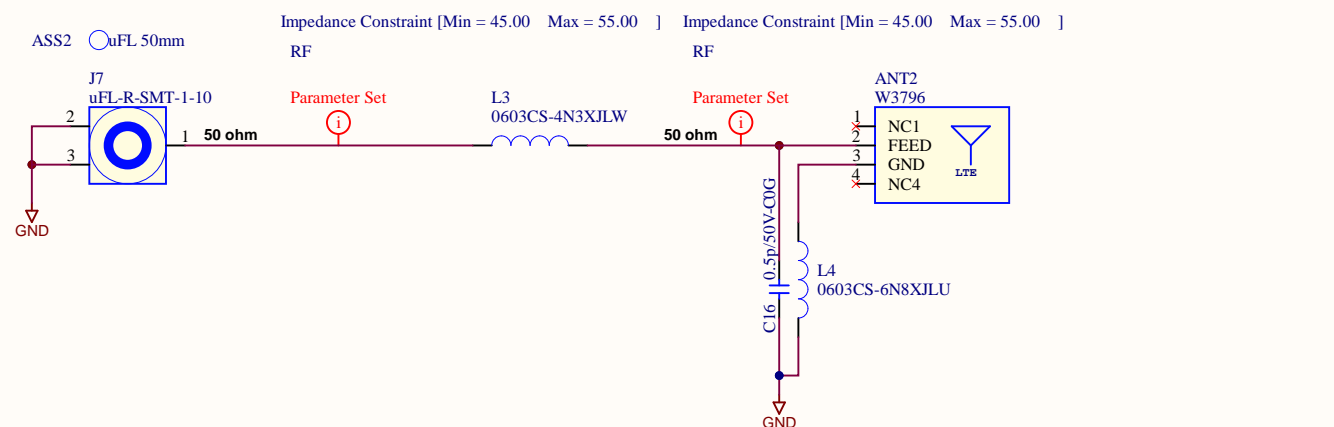 Impedance Constraint [Min = 45.00    Max = 55.00    ]
Impedance Constraint [Min = 45.00    Max = 55.00    ]
ASS2
uFL 50mm
RF
RF
J7
uFL-R-SMT-1-10
Parameter Set
i
L3
0603CS-4N3XJLW
Parameter Set
i
ANT2
W3796
2
3
1
50 ohm
50 ohm
1
NC1
2
FEED
3
GND
4
NC4
LTE
GND
0.5p/50V-C0G
C16
L4
0603CS-6N8XJLU
GND